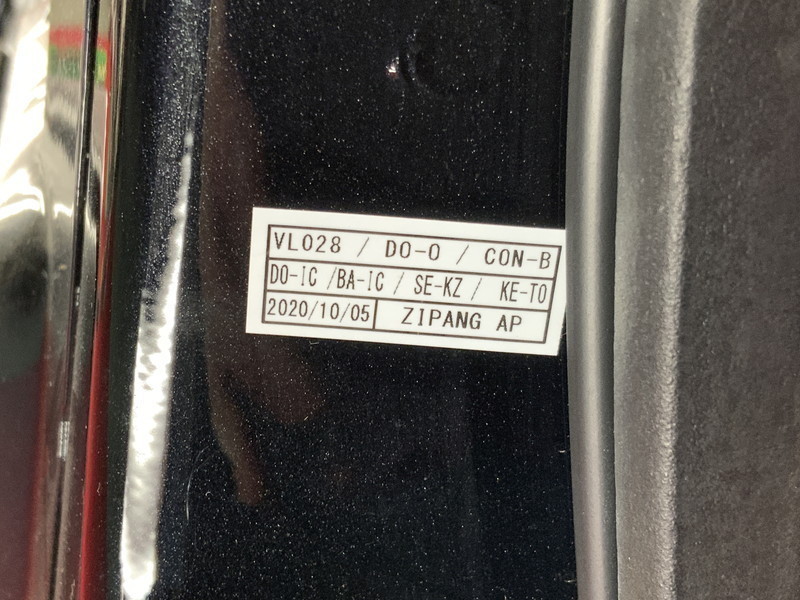 VL028 / DO-O / CON-B
DO-IC /BA-IC / SE-KZ / KE-TO
2020/10/05 ZIPANG AP